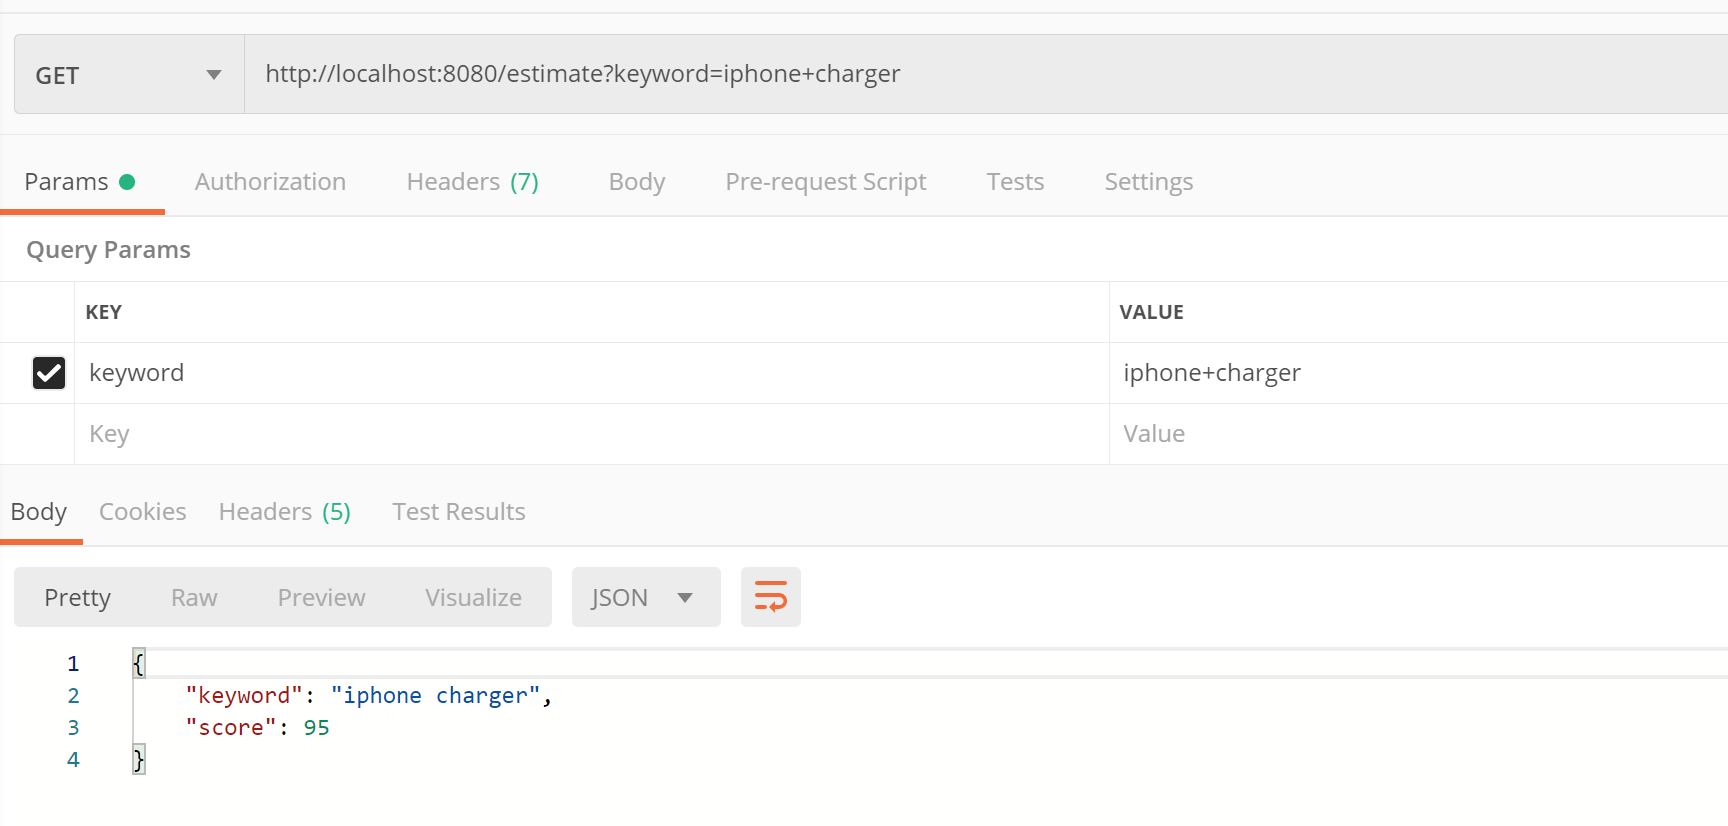 GET http://localhost:8080/estimate?keyword=iphone+charger
Params Authorization Headers (7) Body Pre-request Script Tests Settings
Query Params
KEY VALUE
keyword iphone+charger
Key Value
Body Cookies Headers (5) Test Results
Pretty Raw Preview Visualize JSON
1 {
2 "keyword": "iphone charger",
3 "score": 95
4 }